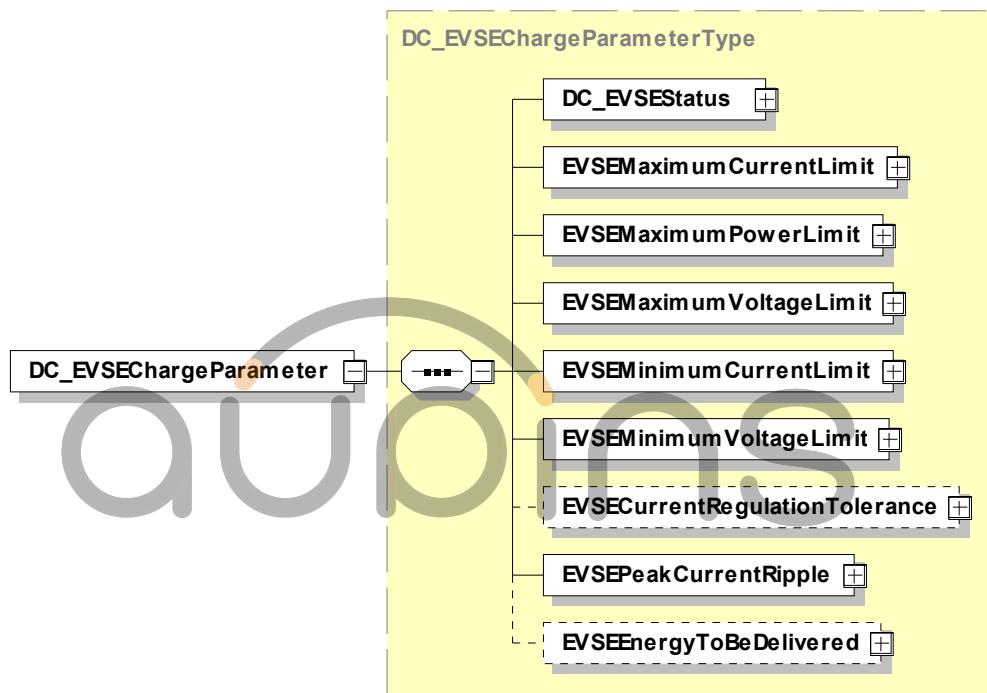 DC_EVSEChargeParameterType
DC_EVSEStatus
EVSEMaximumCurrentLimit
EVSEMaximumPowerLimit
EVSEMaximumVoltageLimit
DC_EVSEChargeParameter
EVSEMinimumCurrentLimit
EVSEMinimumVoltageLimit
EVSECurrentRegulationTolerance
EVSEPeakCurrentRipple
EVSEEnergyToBeDelivered
aupins